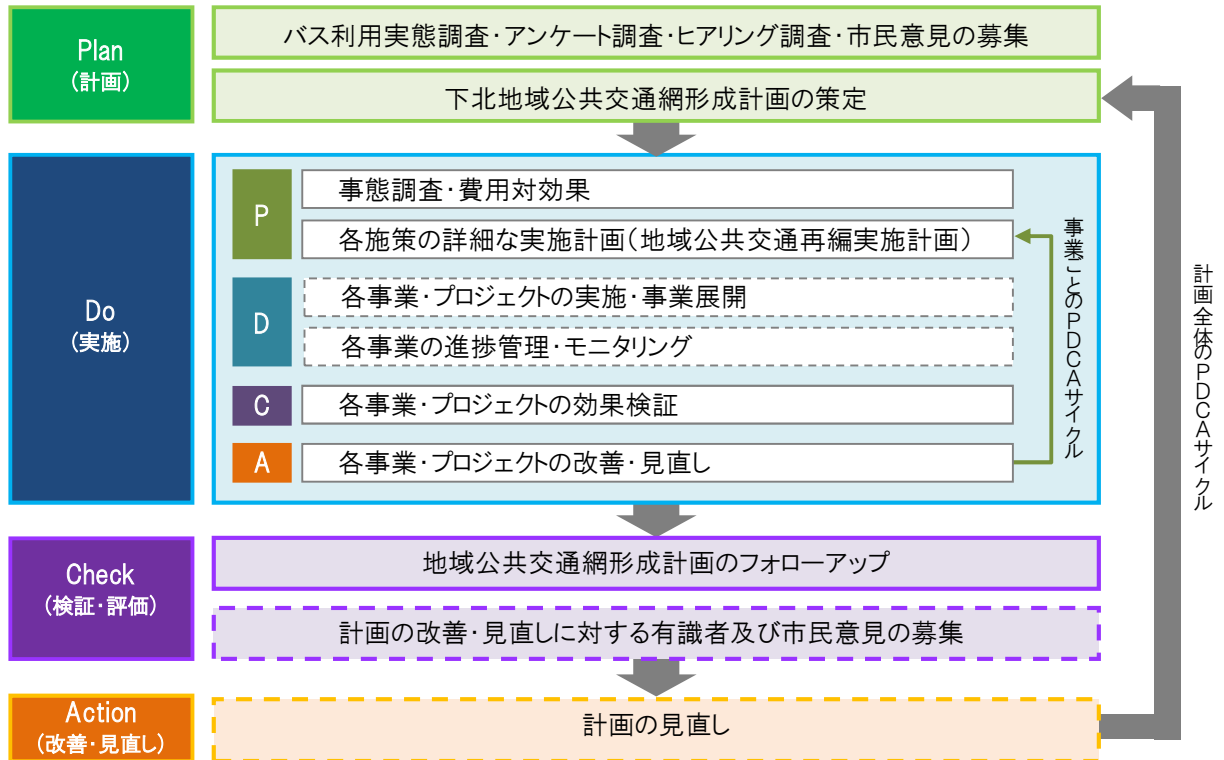 Plan
(計画)
バス利用実態調査・アンケート調査・ヒアリング調査・市民意見の募集
下北地域公共交通網形成計画の策定
Do
(実施)
P
事態調査・費用対効果
各施策の詳細な実施計画(地域公共交通再編実施計画)
D
各事業・プロジェクトの実施・事業展開
各事業の進捗管理・モニタリング
C
各事業・プロジェクトの効果検証
A
各事業・プロジェクトの改善・見直し
事業ごとのPDCAサイクル
計画全体のPDCAサイクル
Check
(検証・評価)
地域公共交通網形成計画のフォローアップ
計画の改善・見直しに対する有識者及び市民意見の募集
Action
(改善・見直し)
計画の見直し